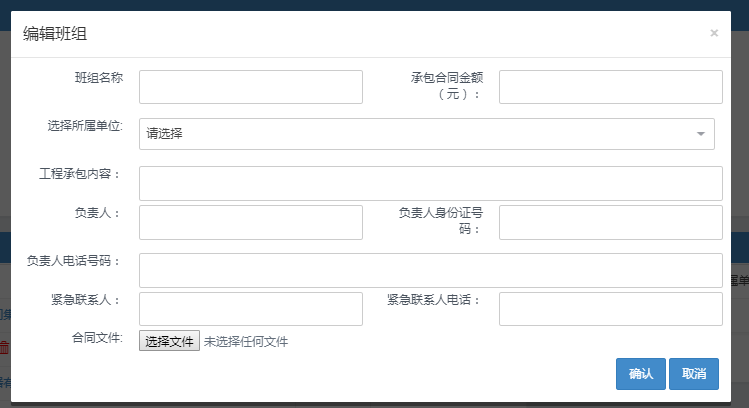 编辑班组
×
班组名称
承包合同金额
（元）：
选择所属单位:
请选择
工程承包内容：
负责人：
负责人身份证号
码：
负责人电话号码：
紧急联系人：
紧急联系人电话：
合同文件:
选择文件 未选择任何文件
确认
取消